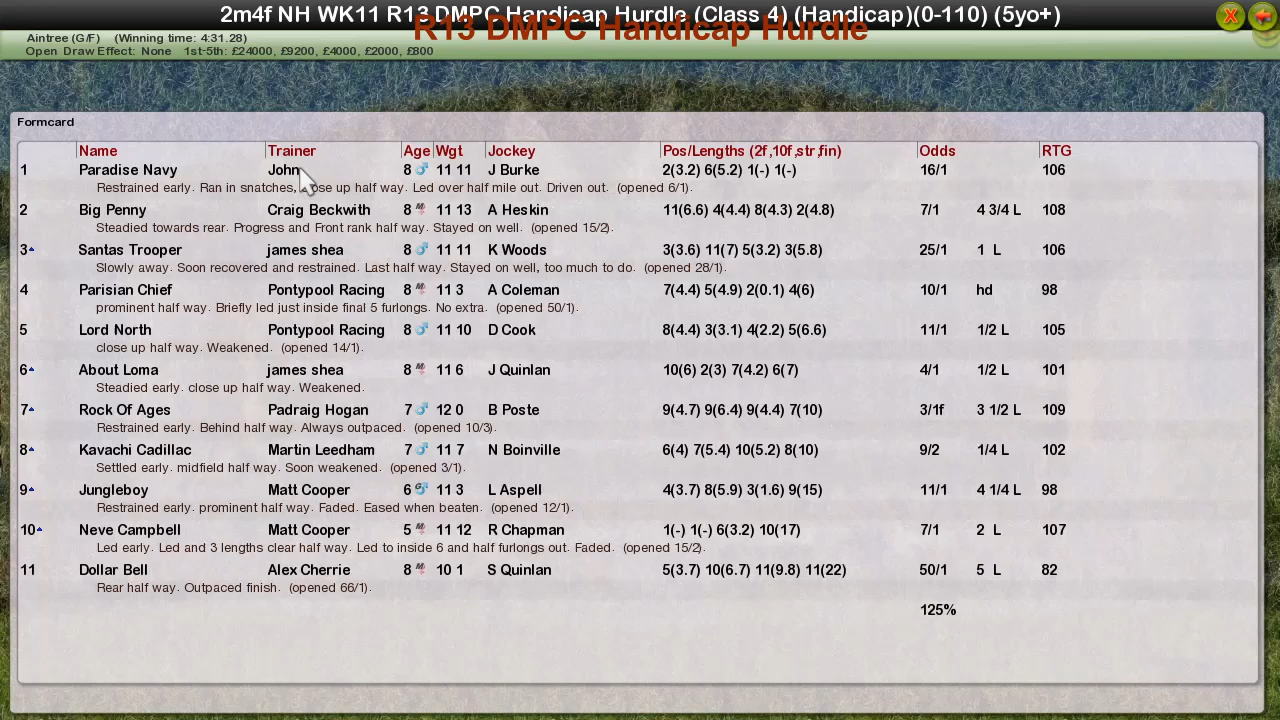 2m4f NH WK11 R13 DMPC Handicap Hurdle (Class 4) (Handicap)(0-110) (5yo+)
R13 DMPC Handicap Hurdle
Aintree (G/F) (Winning time: 4:31.28)
Open Draw Effect: None 1st-5th: £24000, £9200, £4000, £2000, £800
Formcard
Name Trainer Age Wgt Jockey Pos/Lengths (2f,10f,str,fin) Odds RTG
1 Paradise Navy John 8 11 11 J Burke 2(3.2) 6(5.2) 1(-) 1(-) 16/1 106
Restrained early. Ran in snatches, close up half way. Led over half mile out. Driven out. (opened 6/1).
2 Big Penny Craig Beckwith 8 11 13 A Heskin 11(6.6) 4(4.4) 8(4.3) 2(4.8) 7/1 4 3/4 L 108
Steadied towards rear. Progress and Front rank half way. Stayed on well. (opened 15/2).
3 Santas Trooper james shea 8 11 11 K Woods 3(3.6) 11(7) 5(3.2) 3(5.8) 25/1 1 L 106
Slowly away. Soon recovered and restrained. Last half way. Stayed on well, too much to do. (opened 28/1).
4 Parisian Chief Pontypool Racing 8 11 3 A Coleman 7(4.4) 5(4.9) 2(0.1) 4(6) 10/1 hd 98
prominent half way. Briefly led just inside final 5 furlongs. No extra. (opened 50/1).
5 Lord North Pontypool Racing 8 11 10 D Cook 8(4.4) 3(3.1) 4(2.2) 5(6.6) 11/1 1/2 L 105
close up half way. Weakened. (opened 14/1).
6 About Loma james shea 8 11 6 J Quinlan 10(6) 2(3) 7(4.2) 6(7) 4/1 1/2 L 101
Steadied early. close up half way. Weakened.
7 Rock Of Ages Padraig Hogan 7 12 0 B Poste 9(4.7) 9(6.4) 9(4.4) 7(10) 3/1f 3 1/2 L 109
Restrained early. Behind half way. Always outpaced. (opened 10/3).
8 Kavachi Cadillac Martin Leedham 7 11 7 N Boinville 6(4) 7(5.4) 10(5.2) 8(10) 9/2 1/4 L 102
Settled early. midfield half way. Soon weakened. (opened 3/1).
9 Jungleboy Matt Cooper 6 11 3 L Aspell 4(3.7) 8(5.9) 3(1.6) 9(15) 11/1 4 1/4 L 98
Restrained early. prominent half way. Faded. Eased when beaten. (opened 12/1).
10 Neve Campbell Matt Cooper 5 11 12 R Chapman 1(-) 1(-) 6(3.2) 10(17) 7/1 2 L 107
Led early. Led and 3 lengths clear half way. Led to inside 6 and half furlongs out. Faded. (opened 15/2).
11 Dollar Bell Alex Cherrie 8 10 1 S Quinlan 5(3.7) 10(6.7) 11(9.8) 11(22) 50/1 5 L 82
Rear half way. Outpaced finish. (opened 66/1).
125%